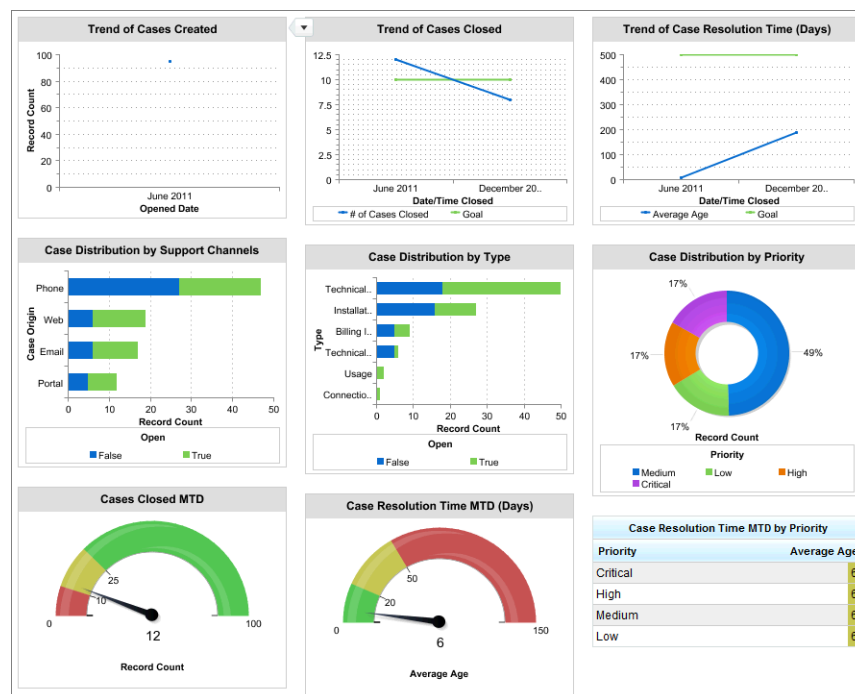 Trend of Cases Created
Record Count
100
80
60
40
20
0
June 2011
Opened Date
Trend of Cases Closed
12.5
10
7.5
5
2.5
0
June 2011
December 20..
Date/Time Closed
# of Cases Closed
Goal
Trend of Case Resolution Time (Days)
500
400
300
200
100
0
June 2011
December 20..
Date/Time Closed
Average Age
Goal
Case Distribution by Support Channels
Case Origin
Phone
Web
Email
Portal
0 10 20 30 40 50
Record Count
Open
False True
Case Distribution by Type
Type
Technical..
Installat..
Billing I..
Technical..
Usage
Connectio..
0 10 20 30 40 50
Record Count
Open
False True
Case Distribution by Priority
17%
17%
49%
17%
Record Count
Priority
Medium Low High
Critical
Cases Closed MTD
25
10
0 100
12
Record Count
Case Resolution Time MTD (Days)
50
20
0 150
6
Average Age
Case Resolution Time MTD by Priority
Priority Average Age
Critical 6
High 6
Medium 6
Low 6